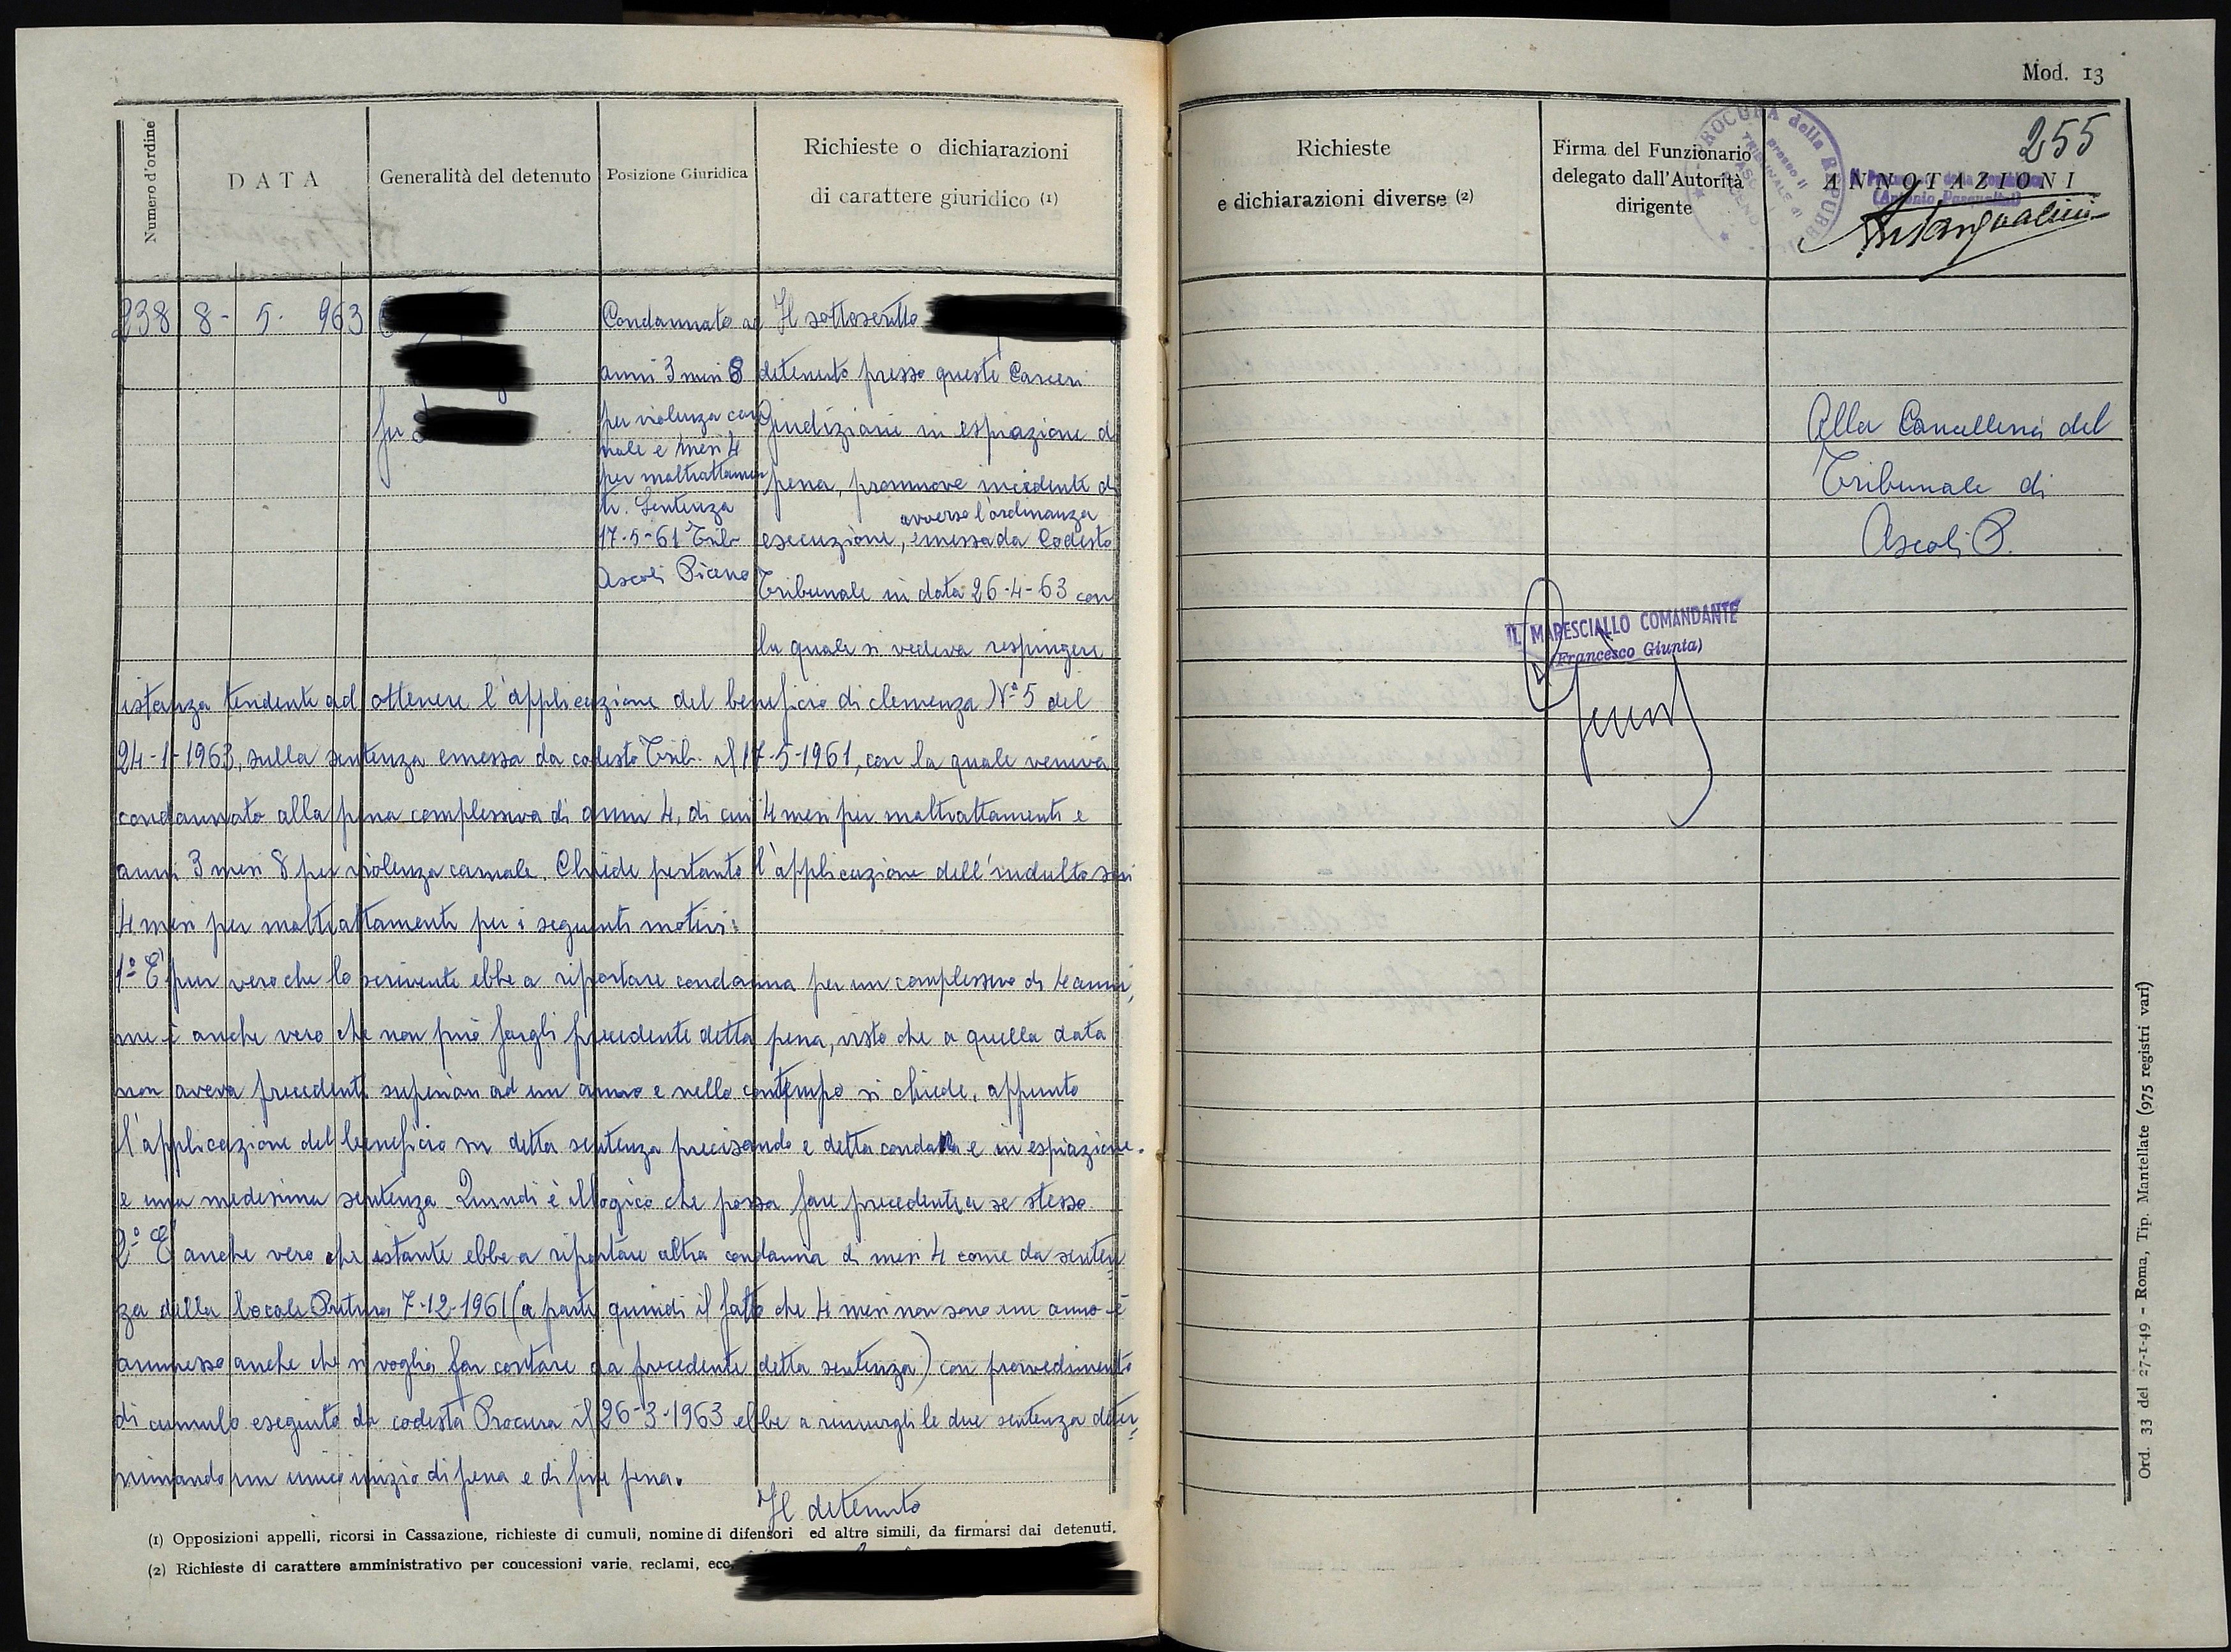 Mod. 13
255
Numero d'ordine
DATA
Generalità del detenuto
Posizione Giuridica
Richieste o dichiarazioni
di carattere giuridico (1)
Richieste
e dichiarazioni diverse (2)
Firma del Funzionario
delegato dall'Autorità
dirigente
ANNOTAZIONI
PROCURA della REPUBBLICA
presso il
TRIBUNALE di
(Antonio Pasqualini)
238 8- 5. 963
fu
Condannato ad
anni 3 mesi 8
per violenza car
nale e mesi 4
per maltrattamen
ti. Sentenza
17-5-61 Trib.
Ascoli Piceno
Il sottoscritto
detenuto presso queste Carceri
Giudiziarie in espiazione di
pena, promuove incidente di
avverso l'ordinanza
esecuzione, emessa da Codesto
Tribunale in data 26-4-63 con
la quale si vedeva respingere
istanza tendente ad ottenere l'applicazione del beneficio di clemenza N° 5 del
24-1-1963, sulla sentenza emessa da codesto Trib. il 17-5-1961, con la quale veniva
condannato alla pena complessiva di anni 4, di cui 4 mesi per maltrattamenti e
anni 3 mesi 8 per violenza carnale. Chiede pertanto l'applicazione dell'indulto sui
4 mesi per maltrattamenti per i seguenti motivi:
1° E' pur vero che lo scrivente ebbe a riportare condanna per un complessivo di 4 anni,
ma è anche vero che non può fargli precedente detta pena, visto che a quella data
non aveva precedenti superiori ad un anno e nello contempo si chiede, appunto
l'applicazione del beneficio su detta sentenza precisando e detta condanna e in espiazione.
e una medesima sentenza. Quindi è illogico che possa fare precedente a se stesso
2° E' anche vero che istante ebbe a riportare altra condanna di mesi 4 come da senten
za della locale Pretura 7-12-1961 (a parte quindi il fatto che 4 mesi non sono un anno è
ammesso anche che si voglia far costare da precedente detta sentenza) con provvedimento
di cumulo eseguito da codesta Procura il 26-3-1963 ebbe a riunirgli le due sentenza deter
minando un unico inizio di pena e di fine pena.
Il detenuto
Alla Cancelleria del
Tribunale di
Ascoli P.
IL MARESCIALLO COMANDANTE
(Francesco Giunta)
(1) Opposizioni appelli, ricorsi in Cassazione, richieste di cumuli, nomine di difensori ed altre simili, da firmarsi dai detenuti.
(2) Richieste di carattere amministrativo per concessioni varie, reclami, ecc.
Ord. 33 del 27-1-49 - Roma, Tip. Mantellate (975 registri vari)